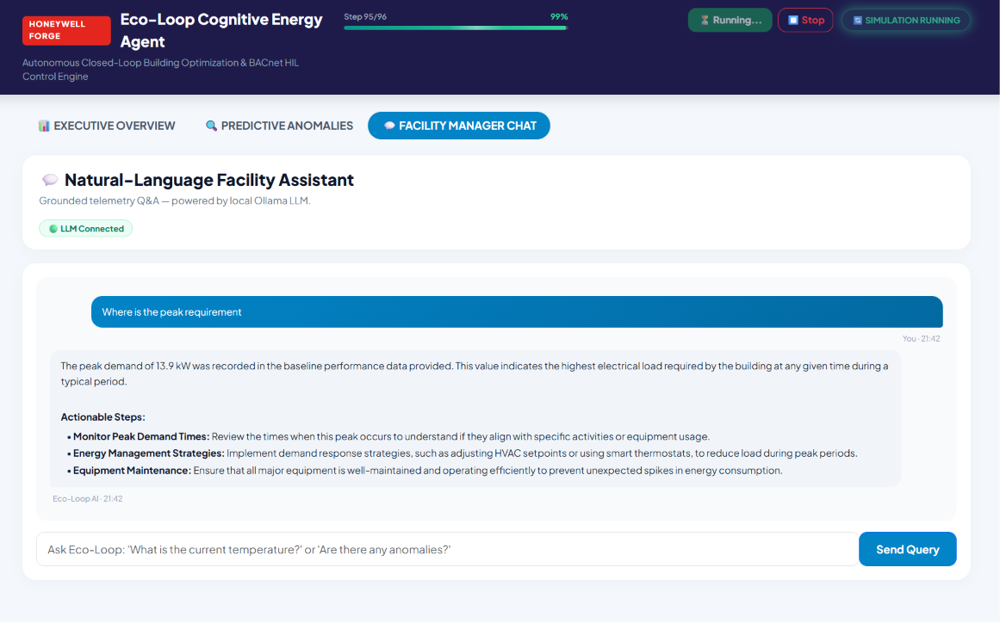 HONEYWELL
FORGE
Eco-Loop Cognitive Energy
Agent
Autonomous Closed-Loop Building Optimization & BACnet HIL
Control Engine
Step 95/96
99%
Running...
Stop
SIMULATION RUNNING
EXECUTIVE OVERVIEW
PREDICTIVE ANOMALIES
FACILITY MANAGER CHAT
Natural-Language Facility Assistant
Grounded telemetry Q&A — powered by local Ollama LLM.
LLM Connected
Where is the peak requirement
You · 21:42
The peak demand of 13.9 kW was recorded in the baseline performance data provided. This value indicates the highest electrical load required by the building at any given time during a
typical period.
Actionable Steps:
• Monitor Peak Demand Times: Review the times when this peak occurs to understand if they align with specific activities or equipment usage.
• Energy Management Strategies: Implement demand response strategies, such as adjusting HVAC setpoints or using smart thermostats, to reduce load during peak periods.
• Equipment Maintenance: Ensure that all major equipment is well-maintained and operating efficiently to prevent unexpected spikes in energy consumption.
Eco-Loop AI · 21:42
Ask Eco-Loop: 'What is the current temperature?' or 'Are there any anomalies?'
Send Query